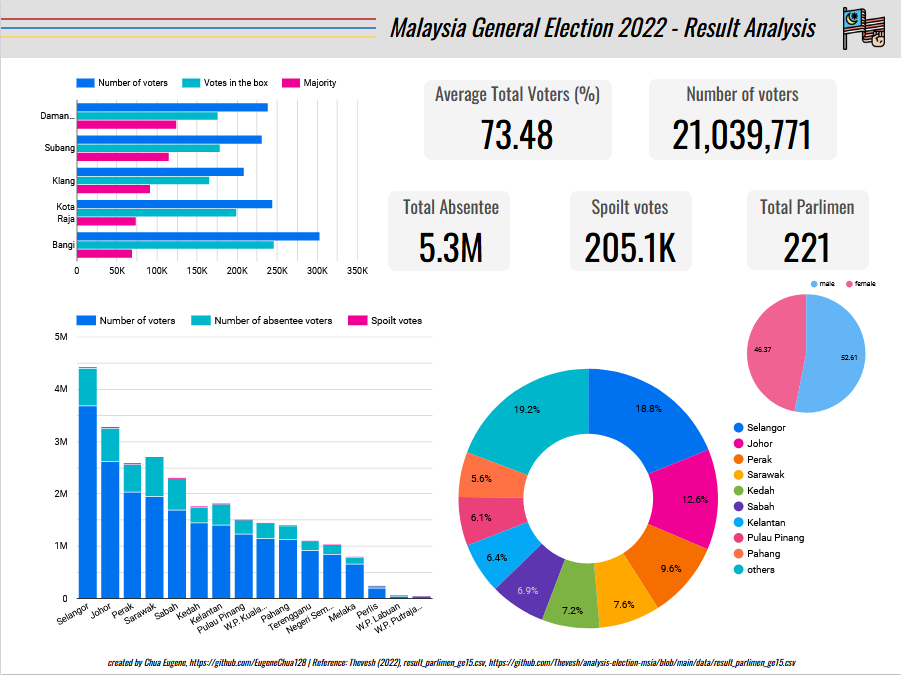 Malaysia General Election 2022 - Result Analysis
Number of voters
Votes in the box
Majority
Daman...
Subang
Klang
Kota
Raja
Bangi
0
50K
100K
150K
200K
250K
300K
350K
Average Total Voters (%)
73.48
Number of voters
21,039,771
Total Absentee
5.3M
Spoilt votes
205.1K
Total Parlimen
221
male
female
46.37
52.61
Number of voters
Number of absentee voters
Spoilt votes
5M
4M
3M
2M
1M
0
Selangor
Johor
Perak
Sarawak
Sabah
Kedah
Kelantan
Pulau Pinang
W.P. Kuala...
Pahang
Terengganu
Negeri Sem...
Melaka
Perlis
W.P. Labuan
W.P. Putraja...
18.8%
12.6%
9.6%
7.6%
7.2%
6.9%
6.4%
6.1%
5.6%
19.2%
Selangor
Johor
Perak
Sarawak
Kedah
Sabah
Kelantan
Pulau Pinang
Pahang
others
created by Chua Eugene, https://github.com/EugeneChua128 | Reference: Thevesh (2022), result_parlimen_ge15.csv, https://github.com/Thevesh/analysis-election-msia/blob/main/data/result_parlimen_ge15.csv